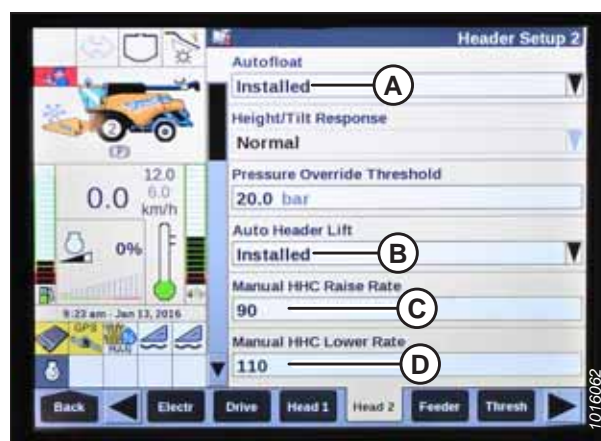 Header Setup 2
Autofloat
Installed
A
Height/Tilt Response
Normal
Pressure Override Threshold
20.0 bar
Auto Header Lift
Installed
B
Manual HHC Raise Rate
90
C
Manual HHC Lower Rate
110
D
2
(P)
12.0
0.0
6.0
km/h
0%
9:23 am - Jan 13, 2016
GPS
Back
Electr
Drive
Head 1
Head 2
Feeder
Thresh
1016062